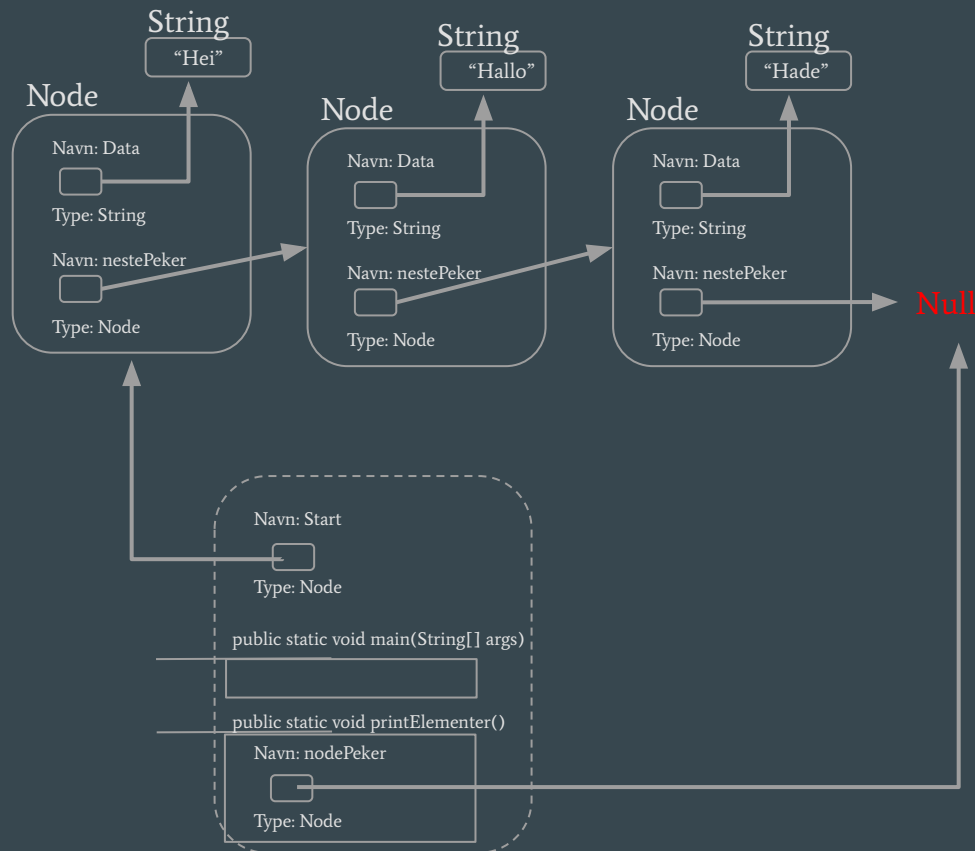 String
“Hei”
Node
Navn: Data
Type: String
Navn: nestePeker
Type: Node
String
“Hallo”
Node
Navn: Data
Type: String
Navn: nestePeker
Type: Node
String
“Hade”
Node
Navn: Data
Type: String
Navn: nestePeker
Type: Node
Null
Navn: Start
Type: Node
public static void main(String[] args)
public static void printElementer()
Navn: nodePeker
Type: Node